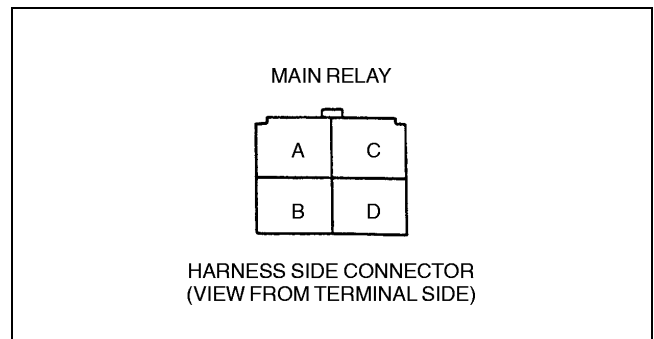 MAIN RELAY
A C
B D
HARNESS SIDE CONNECTOR
(VIEW FROM TERMINAL SIDE)